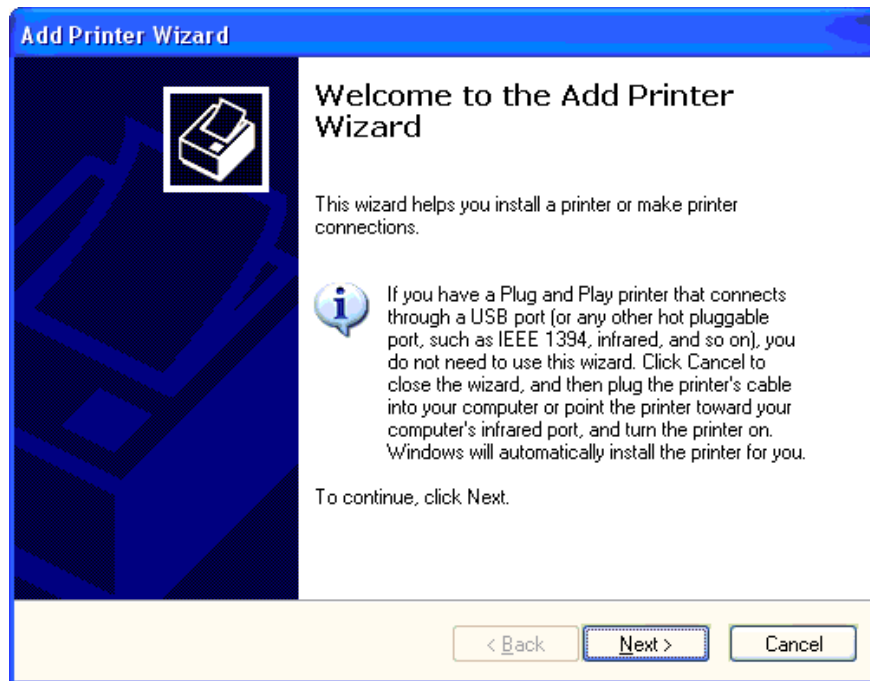 Add Printer Wizard
Welcome to the Add Printer
Wizard
This wizard helps you install a printer or make printer
connections.
If you have a Plug and Play printer that connects
through a USB port (or any other hot pluggable
port, such as IEEE 1394, infrared, and so on), you
do not need to use this wizard. Click Cancel to
close the wizard, and then plug the printer's cable
into your computer or point the printer toward your
computer's infrared port, and turn the printer on.
Windows will automatically install the printer for you.
To continue, click Next.
< Back Next > Cancel